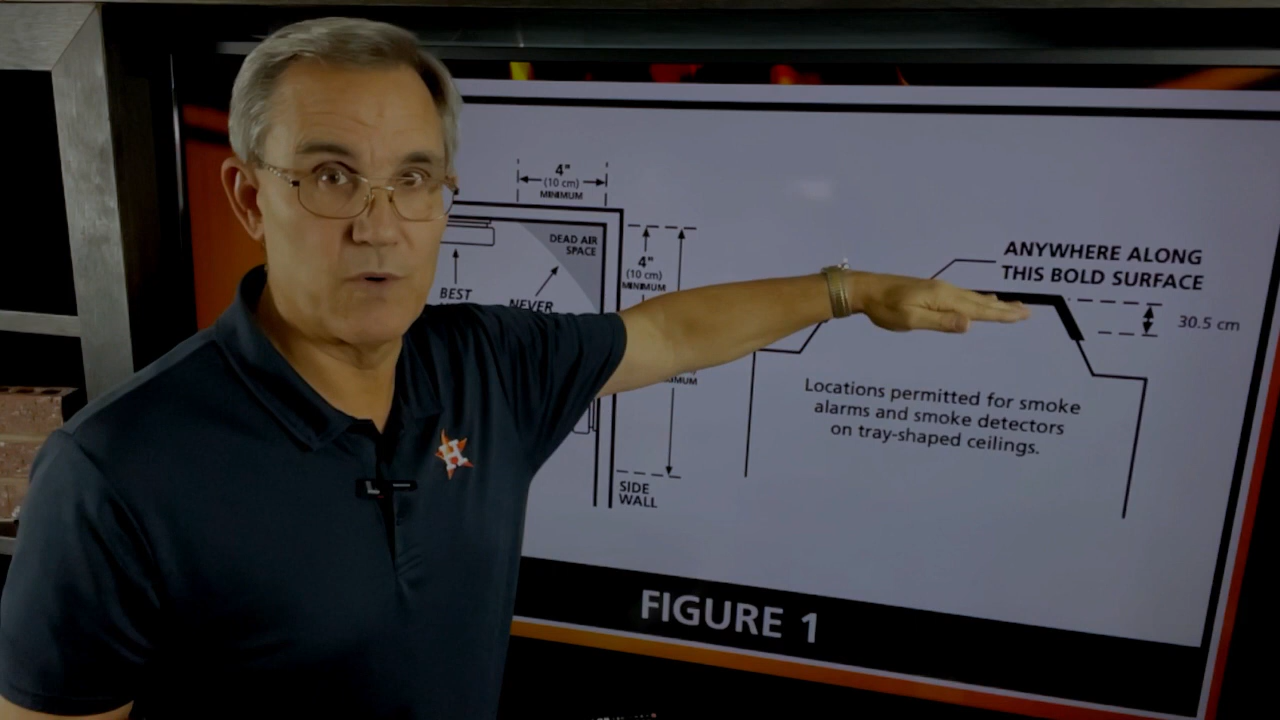 4"
(10 cm)
MINIMUM
DEAD AIR
SPACE
4"
(10 cm)
MINIMUM
BEST
NEVER
SIDE
WALL
ANYWHERE ALONG
THIS BOLD SURFACE
30.5 cm
Locations permitted for smoke
alarms and smoke detectors
on tray-shaped ceilings.
FIGURE 1
H